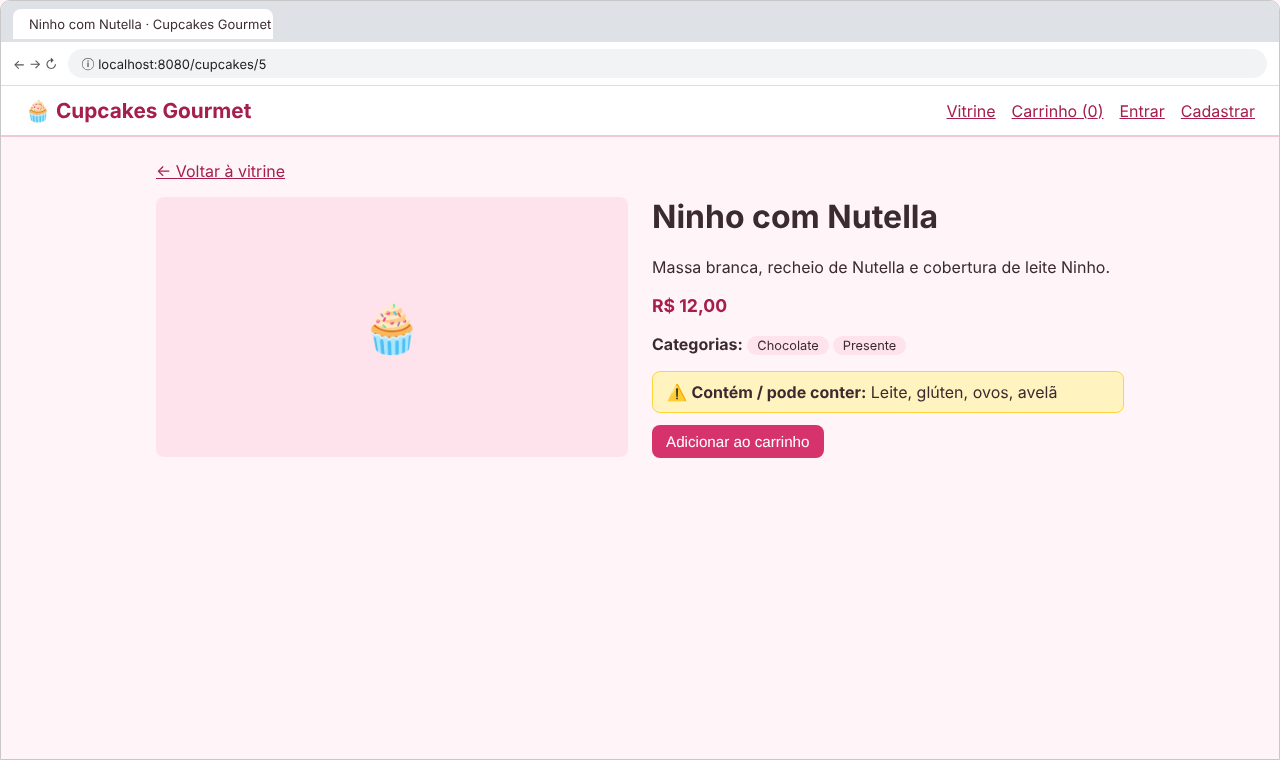 Ninho com Nutella · Cupcakes Gourmet
localhost:8080/cupcakes/5
Cupcakes Gourmet
Vitrine Carrinho (0) Entrar Cadastrar
← Voltar à vitrine
Ninho com Nutella
Massa branca, recheio de Nutella e cobertura de leite Ninho.
R$ 12,00
Categorias: Chocolate Presente
⚠️ Contém / pode conter: Leite, glúten, ovos, avelã
Adicionar ao carrinho